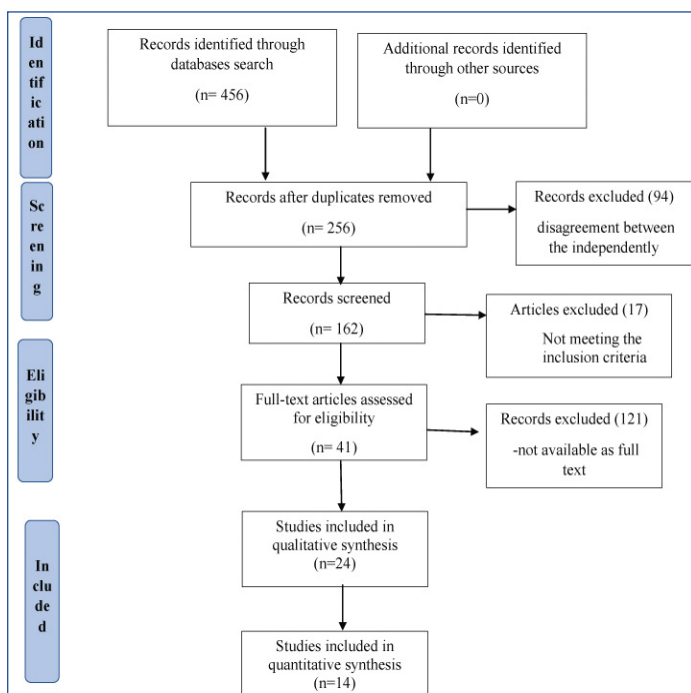 Id
en
tif
ic
ati
on
Records identified through
databases search
(n= 456)
Additional records identified
through other sources
(n=0)
Sc
re
en
in
g
Records after duplicates removed
(n= 256)
Records excluded (94)
disagreement between
the independently
Records screened
(n= 162)
Articles excluded (17)
Not meeting the
inclusion criteria
Eli
gib
ilit
y
Full-text articles assessed
for eligibility
(n= 41)
Records excluded (121)
-not available as full
text
In
clu
de
d
Studies included in
qualitative synthesis
(n=24)
Studies included in
quantitative synthesis
(n=14)